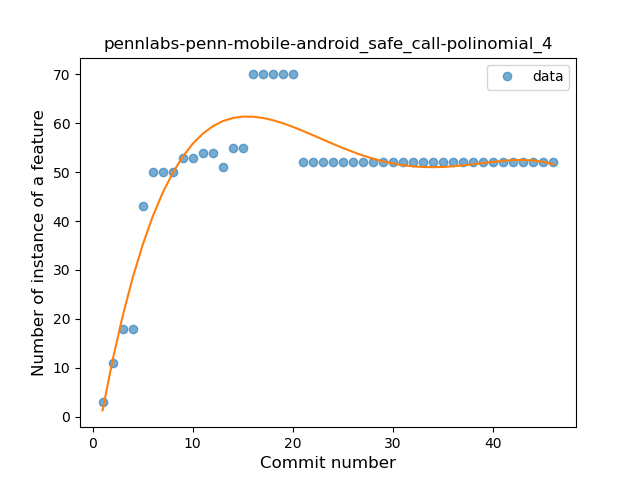 pennlabs-penn-mobile-android_safe_call-polinomial_4
data
Number of instance of a feature
70
60
50
40
30
20
10
0
0 10 20 30 40
Commit number